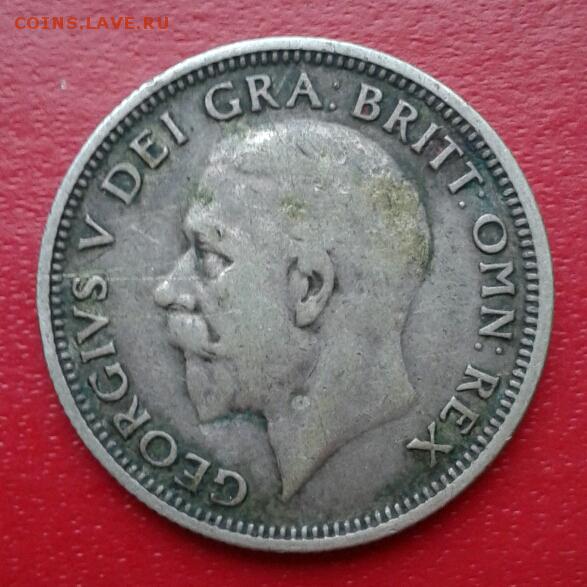 COINS.LAVE.RU
GEORGIVS V DEI GRA: BRITT: OMN: REX